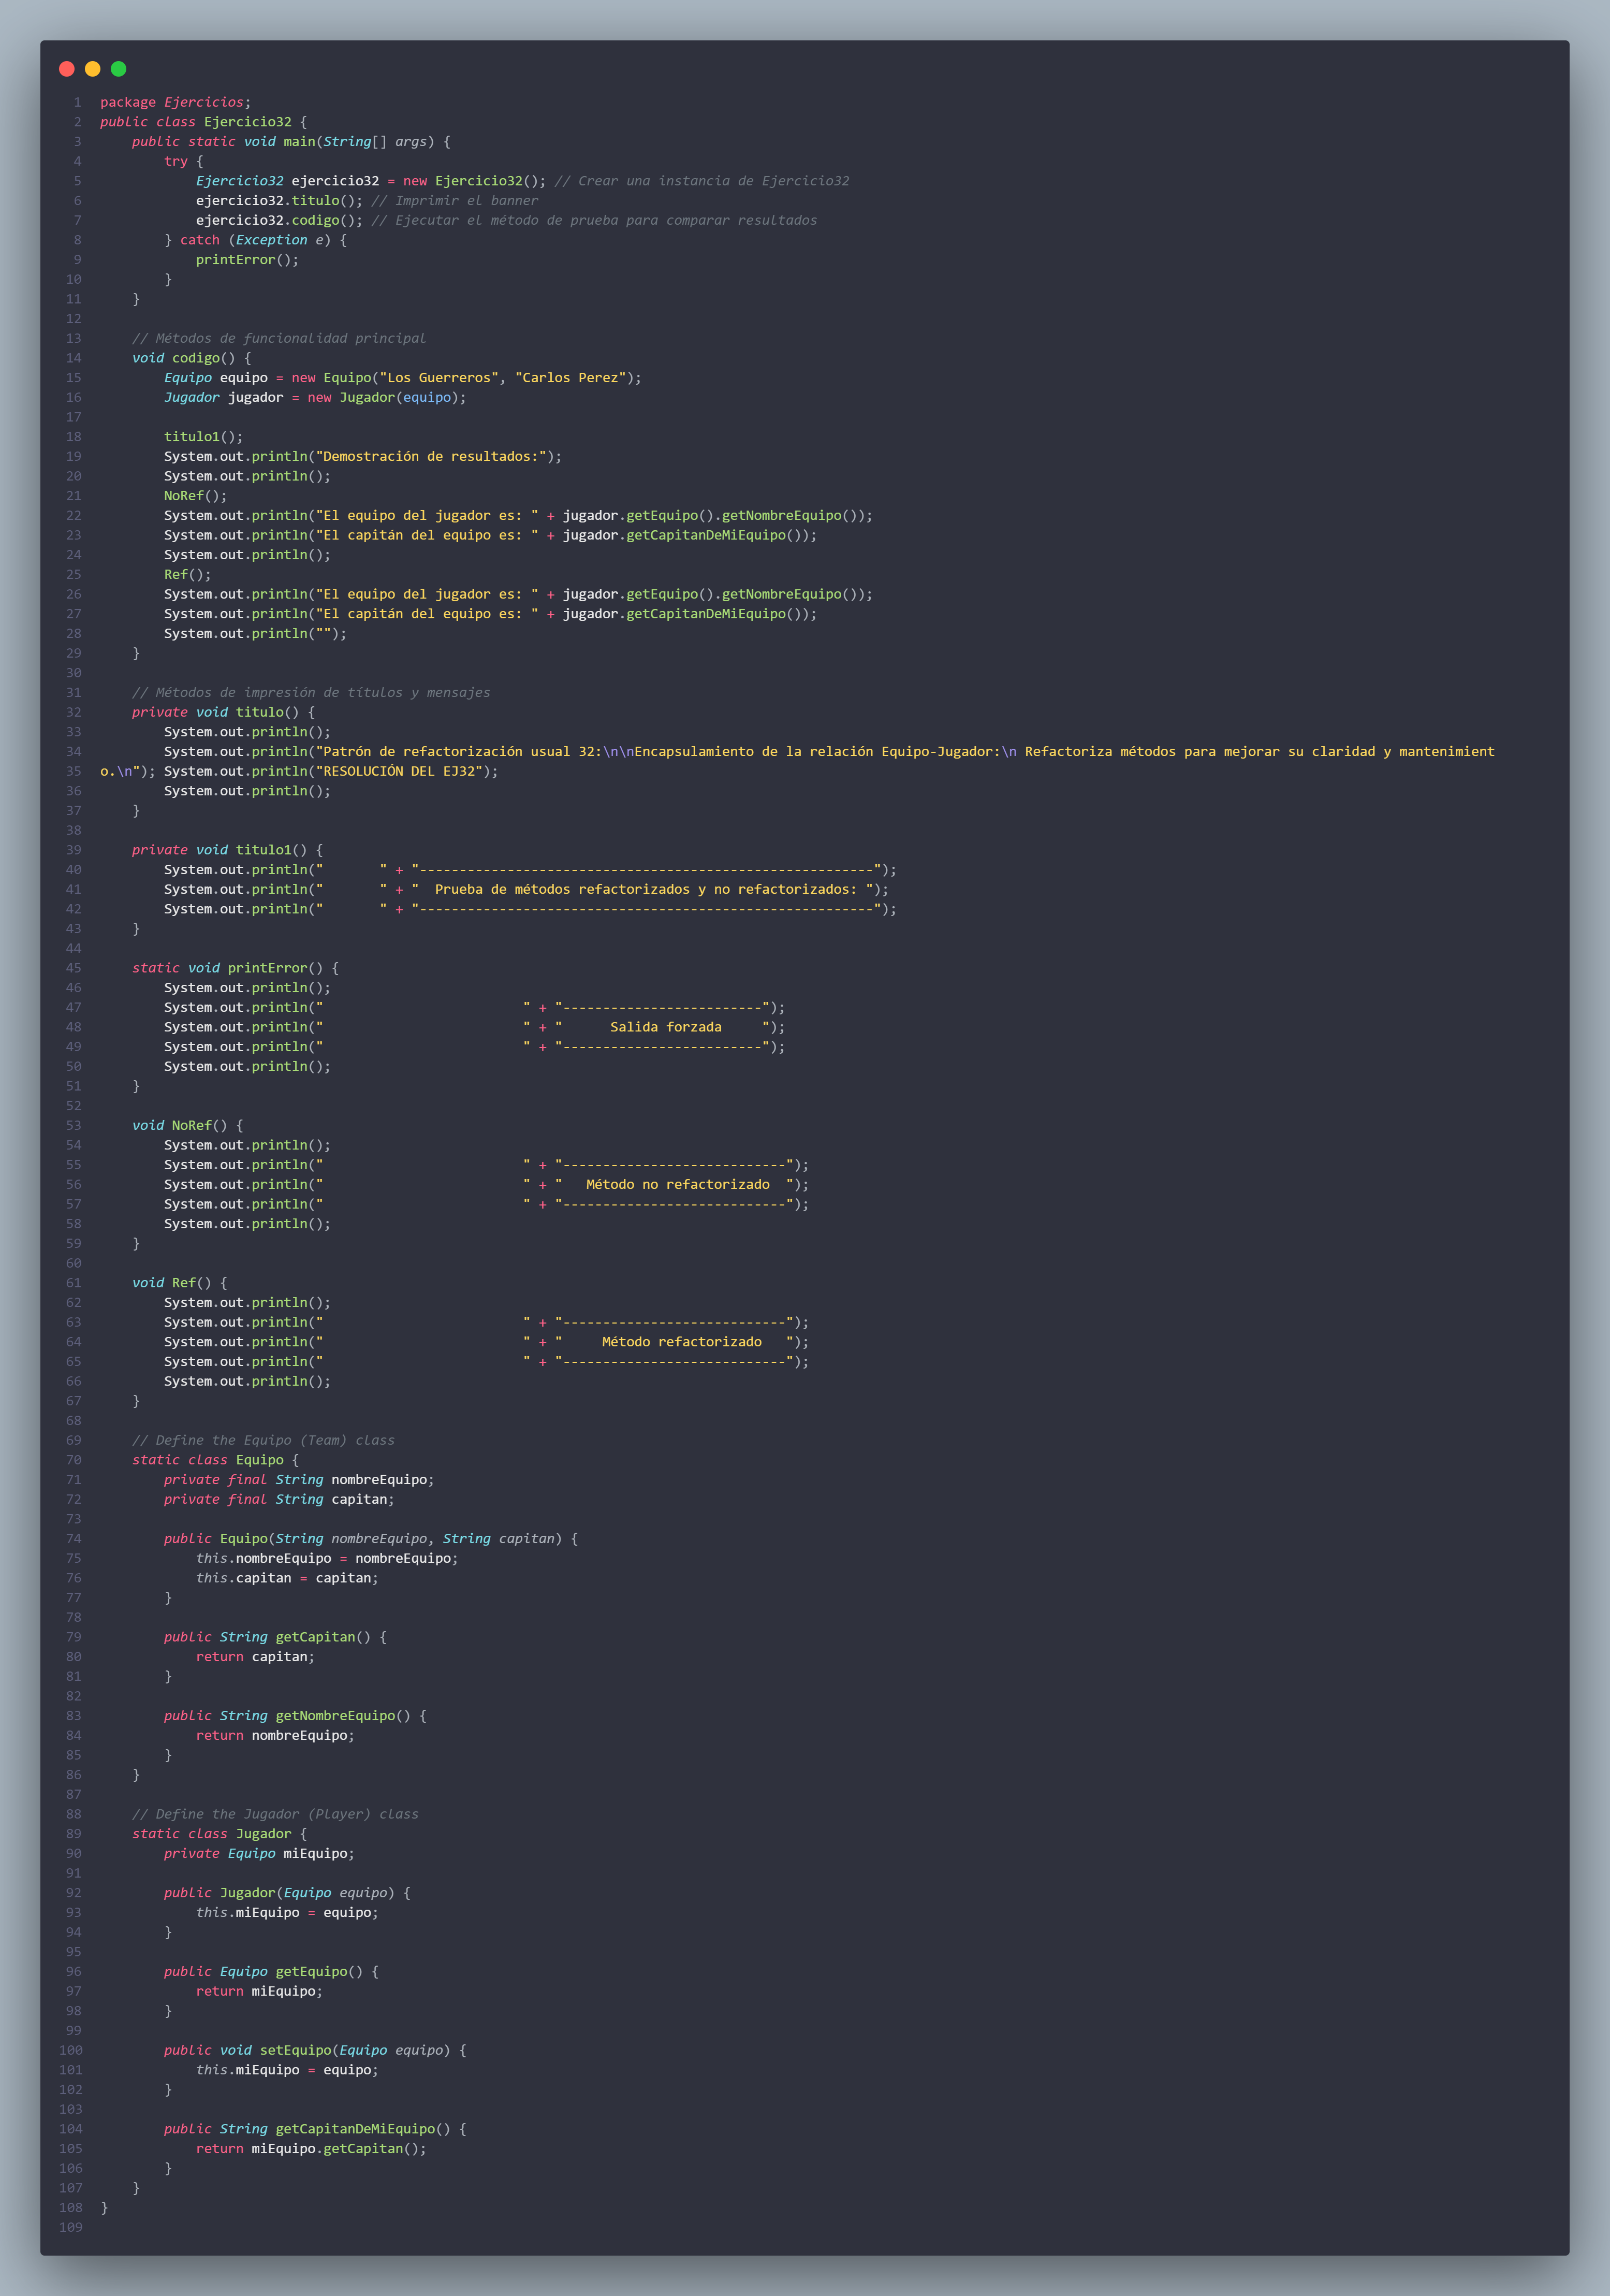 1 package Ejercicios;
2 public class Ejercicio32 {
3     public static void main(String[] args) {
4         try {
5             Ejercicio32 ejercicio32 = new Ejercicio32(); // Crear una instancia de Ejercicio32
6             ejercicio32.titulo(); // Imprimir el banner
7             ejercicio32.codigo(); // Ejecutar el método de prueba para comparar resultados
8         } catch (Exception e) {
9             printError();
10         }
11     }
12
13     // Métodos de funcionalidad principal
14     void codigo() {
15         Equipo equipo = new Equipo("Los Guerreros", "Carlos Perez");
16         Jugador jugador = new Jugador(equipo);
17
18         titulo1();
19         System.out.println("Demostración de resultados:");
20         System.out.println();
21         NoRef();
22         System.out.println("El equipo del jugador es: " + jugador.getEquipo().getNombreEquipo());
23         System.out.println("El capitán del equipo es: " + jugador.getCapitanDeMiEquipo());
24         System.out.println();
25         Ref();
26         System.out.println("El equipo del jugador es: " + jugador.getEquipo().getNombreEquipo());
27         System.out.println("El capitán del equipo es: " + jugador.getCapitanDeMiEquipo());
28         System.out.println("");
29     }
30
31     // Métodos de impresión de títulos y mensajes
32     private void titulo() {
33         System.out.println();
34         System.out.println("Patrón de refactorización usual 32:\n\nEncapsulamiento de la relación Equipo-Jugador:\n Refactoriza métodos para mejorar su claridad y mantenimient
35 o.\n"); System.out.println("RESOLUCIÓN DEL EJ32");
36         System.out.println();
37     }
38
39     private void titulo1() {
40         System.out.println("       " + "---------------------------------------------------------");
41         System.out.println("       " + "  Prueba de métodos refactorizados y no refactorizados: ");
42         System.out.println("       " + "---------------------------------------------------------");
43     }
44
45     static void printError() {
46         System.out.println();
47         System.out.println("                         " + "-------------------------");
48         System.out.println("                         " + "      Salida forzada     ");
49         System.out.println("                         " + "-------------------------");
50         System.out.println();
51     }
52
53     void NoRef() {
54         System.out.println();
55         System.out.println("                         " + "----------------------------");
56         System.out.println("                         " + "   Método no refactorizado  ");
57         System.out.println("                         " + "----------------------------");
58         System.out.println();
59     }
60
61     void Ref() {
62         System.out.println();
63         System.out.println("                         " + "----------------------------");
64         System.out.println("                         " + "     Método refactorizado   ");
65         System.out.println("                         " + "----------------------------");
66         System.out.println();
67     }
68
69     // Define the Equipo (Team) class
70     static class Equipo {
71         private final String nombreEquipo;
72         private final String capitan;
73
74         public Equipo(String nombreEquipo, String capitan) {
75             this.nombreEquipo = nombreEquipo;
76             this.capitan = capitan;
77         }
78
79         public String getCapitan() {
80             return capitan;
81         }
82
83         public String getNombreEquipo() {
84             return nombreEquipo;
85         }
86     }
87
88     // Define the Jugador (Player) class
89     static class Jugador {
90         private Equipo miEquipo;
91
92         public Jugador(Equipo equipo) {
93             this.miEquipo = equipo;
94         }
95
96         public Equipo getEquipo() {
97             return miEquipo;
98         }
99
100         public void setEquipo(Equipo equipo) {
101             this.miEquipo = equipo;
102         }
103
104         public String getCapitanDeMiEquipo() {
105             return miEquipo.getCapitan();
106         }
107     }
108 }
109